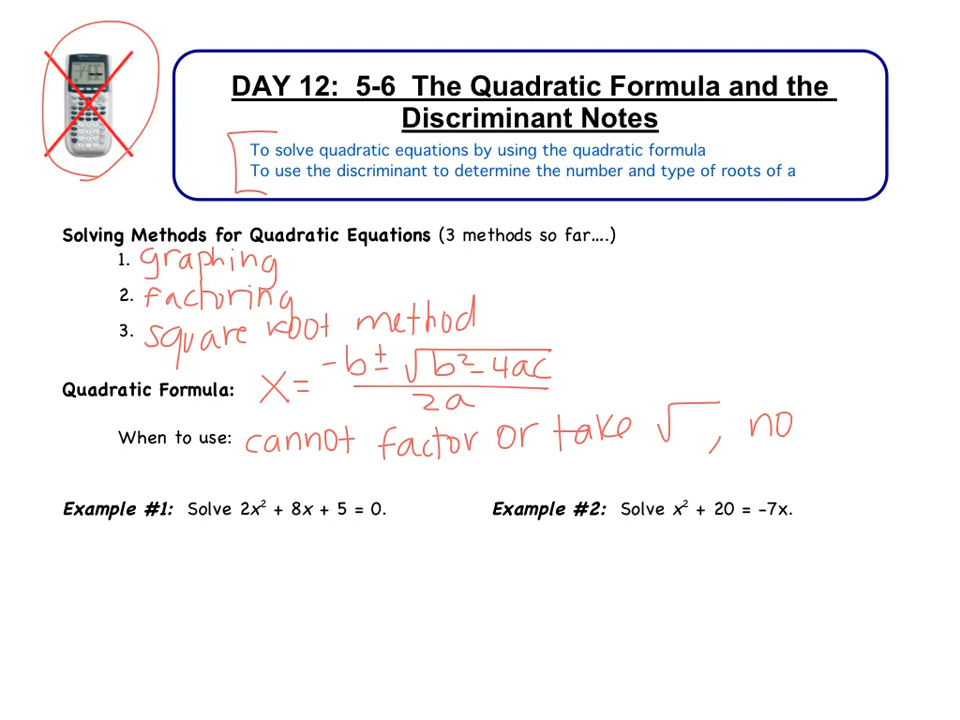 DAY 12: 5-6 The Quadratic Formula and the
Discriminant Notes
To solve quadratic equations by using the quadratic formula
To use the discriminant to determine the number and type of roots of a
Solving Methods for Quadratic Equations (3 methods so far....)
1. graphing
2. factoring
3. square root method
Quadratic Formula: x = -b ± √b² - 4ac / 2a
When to use: cannot factor or take √ , no
Example #1: Solve 2x² + 8x + 5 = 0. Example #2: Solve x² + 20 = -7x.